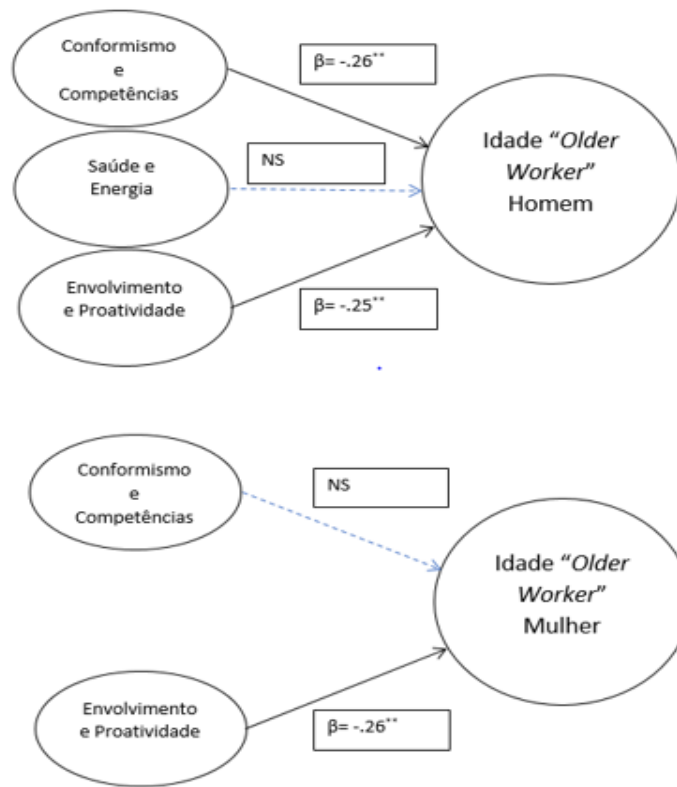 Conformismo
e
Competências
β= -.26**
Saúde e
Energia
NS
Envolvimento
e Proatividade
β= -.25**
Idade “Older
Worker”
Homem
Conformismo
e
Competências
NS
Envolvimento
e Proatividade
β= -.26**
Idade “Older
Worker”
Mulher